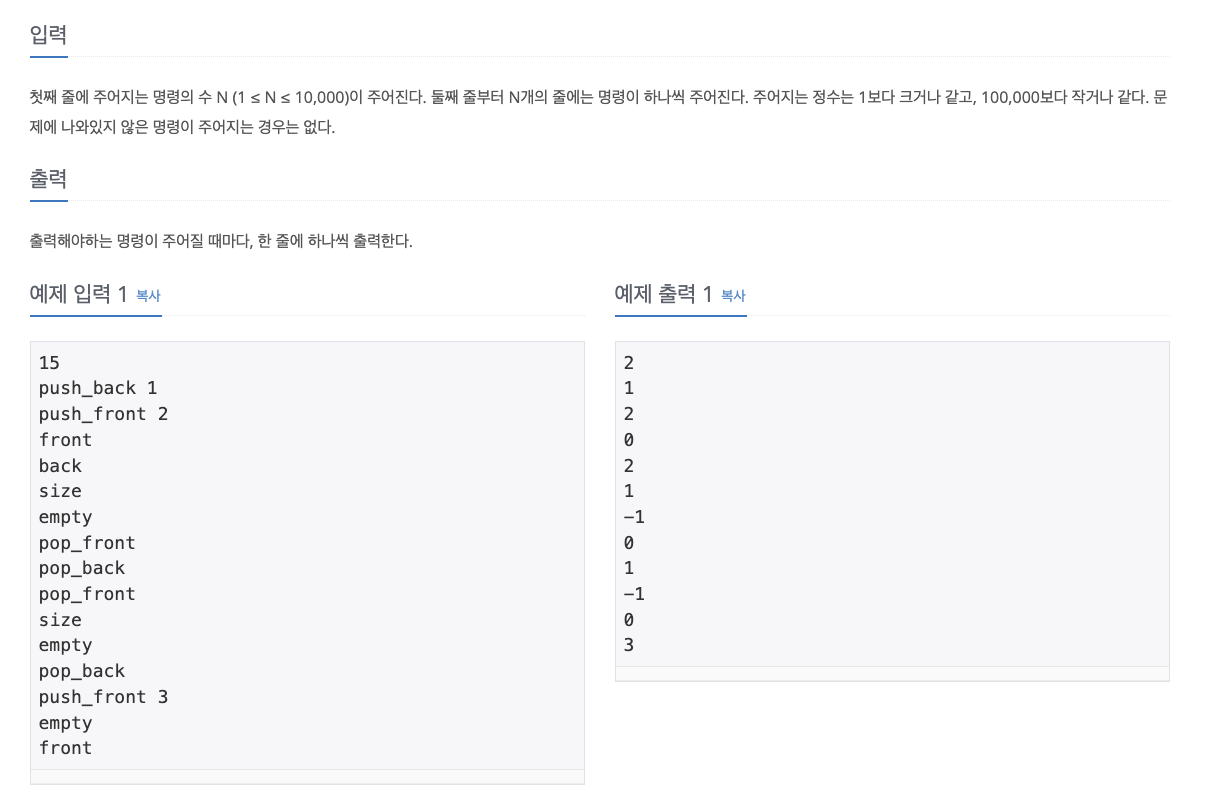 입력
첫째 줄에 주어지는 명령의 수 N (1 ≤ N ≤ 10,000)이 주어진다. 둘째 줄부터 N개의 줄에는 명령이 하나씩 주어진다. 주어지는 정수는 1보다 크거나 같고, 100,000보다 작거나 같다. 문
제에 나와있지 않은 명령이 주어지는 경우는 없다.
출력
출력해야하는 명령이 주어질 때마다, 한 줄에 하나씩 출력한다.
예제 입력 1 복사
15
push_back 1
push_front 2
front
back
size
empty
pop_front
pop_back
pop_front
size
empty
pop_back
push_front 3
empty
front
예제 출력 1 복사
2
1
2
0
2
1
-1
0
1
-1
0
3